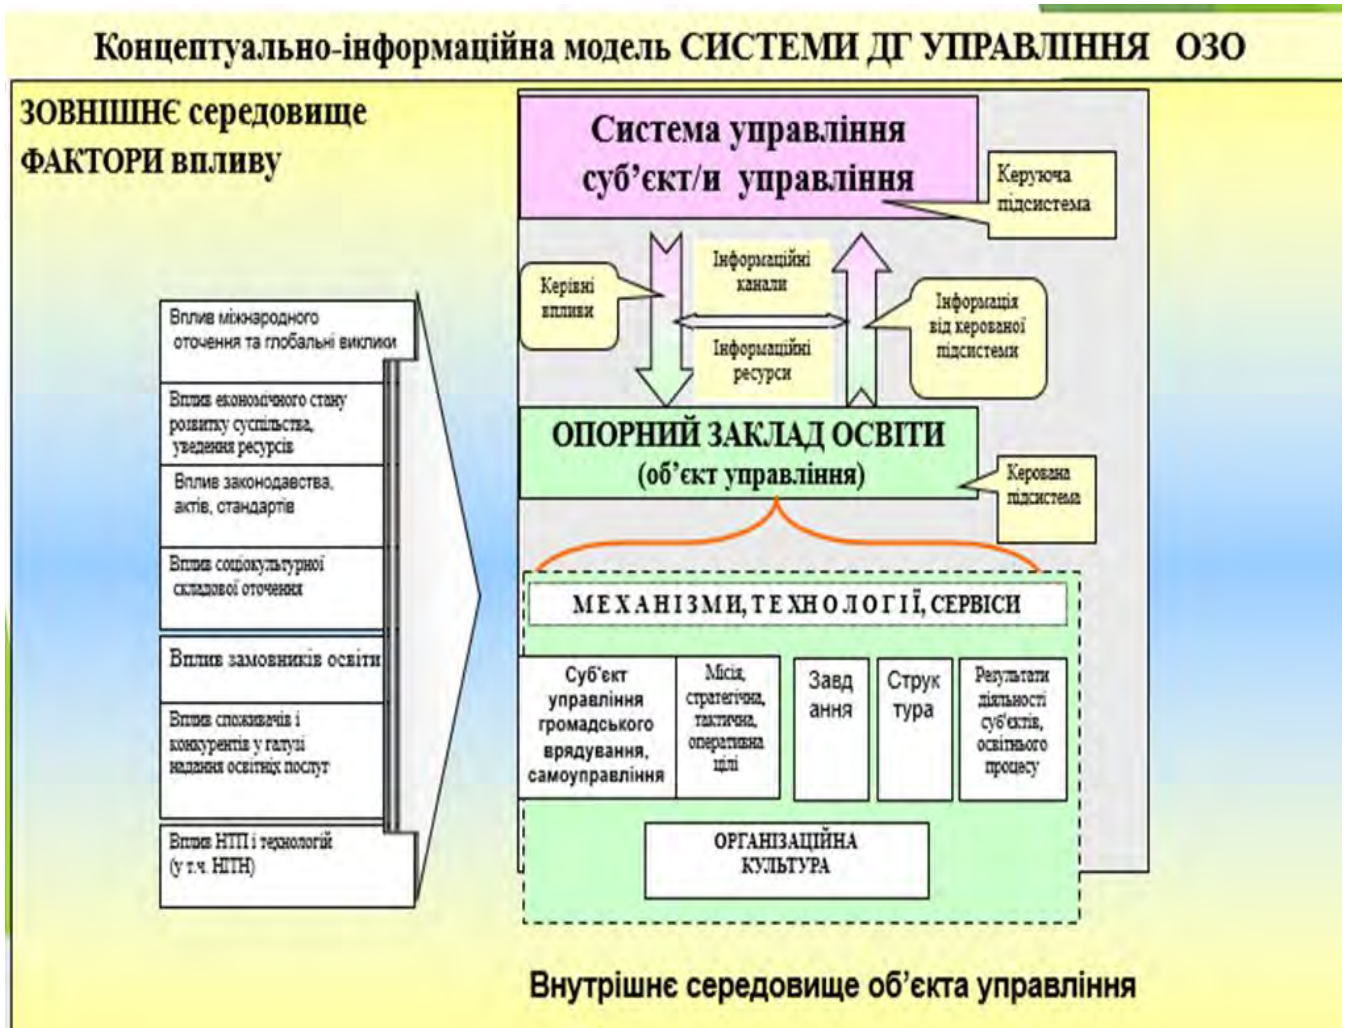 Концептуально-інформаційна модель СИСТЕМИ ДГ УПРАВЛІННЯ ОЗО
ЗОВНІШНЄ середовище
ФАКТОРИ впливу
Вплив міжнародного
оточення та глобальні виклики
Вплив економічного стану
розвитку суспільства,
уведення ресурсів
Вплив законодавства,
актів, стандартів
Вплив соціокультурної
складової оточення
Вплив замовників освіти
Вплив споживачів і
конкурентів у галузі
надання освітніх послуг
Вплив НТП і технологій
(у т.ч. НІТН)
Система управління
суб’єкт/и управління
Керуюча
підсистема
Керівні
впливи
Інформаційні
канали
Інформаційні
ресурси
Інформація
від керованої
підсистеми
ОПОРНИЙ ЗАКЛАД ОСВІТИ
(об’єкт управління)
Керована
підсистема
МЕХАНІЗМИ, ТЕХНОЛОГІЇ, СЕРВІСИ
Суб'єкт
управління
громадського
врядування,
самоуправління
Місія,
стратегічна,
тактична,
оперативна
цілі
Завд
ання
Струк
тура
Результати
діяльності
суб'єктів,
освітнього
процесу
ОРГАНІЗАЦІЙНА
КУЛЬТУРА
Внутрішнє середовище об’єкта управління